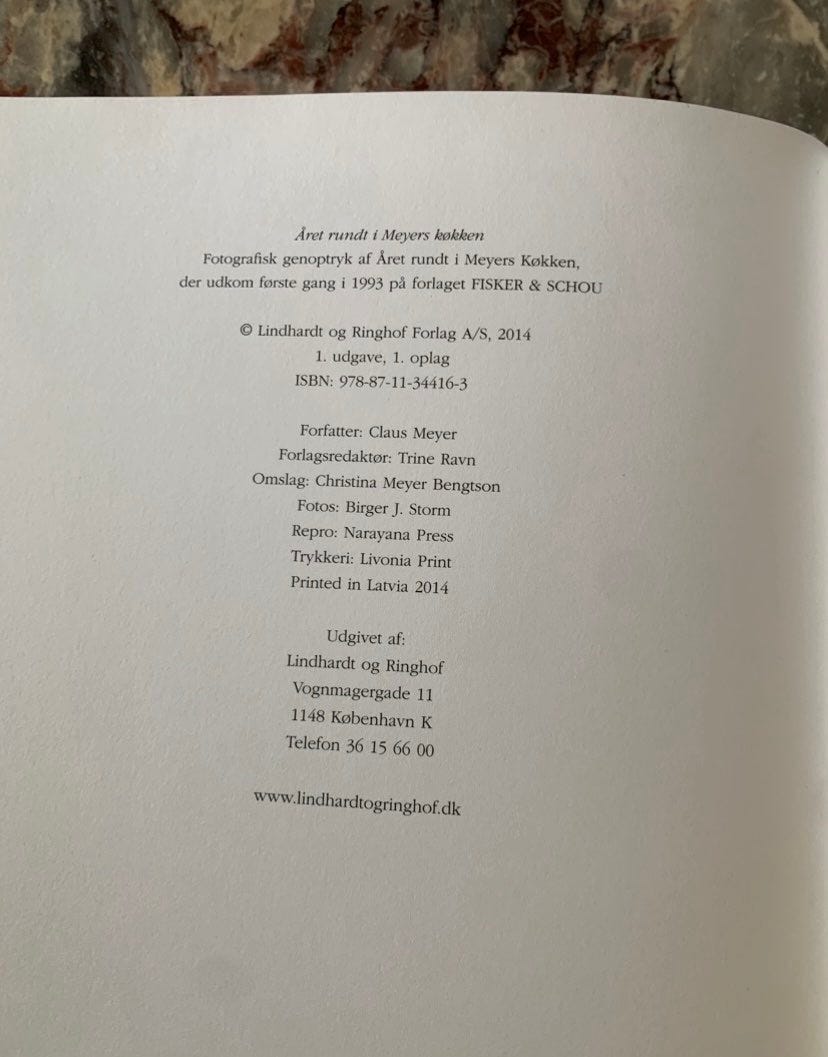 Året rundt i Meyers køkken
Fotografisk genoptryk af Året rundt i Meyers Køkken,
der udkom første gang i 1993 på forlaget FISKER & SCHOU
© Lindhardt og Ringhof Forlag A/S, 2014
1. udgave, 1. oplag
ISBN: 978-87-11-34416-3
Forfatter: Claus Meyer
Forlagsredaktør: Trine Ravn
Omslag: Christina Meyer Bengtson
Fotos: Birger J. Storm
Repro: Narayana Press
Trykkeri: Livonia Print
Printed in Latvia 2014
Udgivet af:
Lindhardt og Ringhof
Vognmagergade 11
1148 København K
Telefon 36 15 66 00
www.lindhardtogringhof.dk